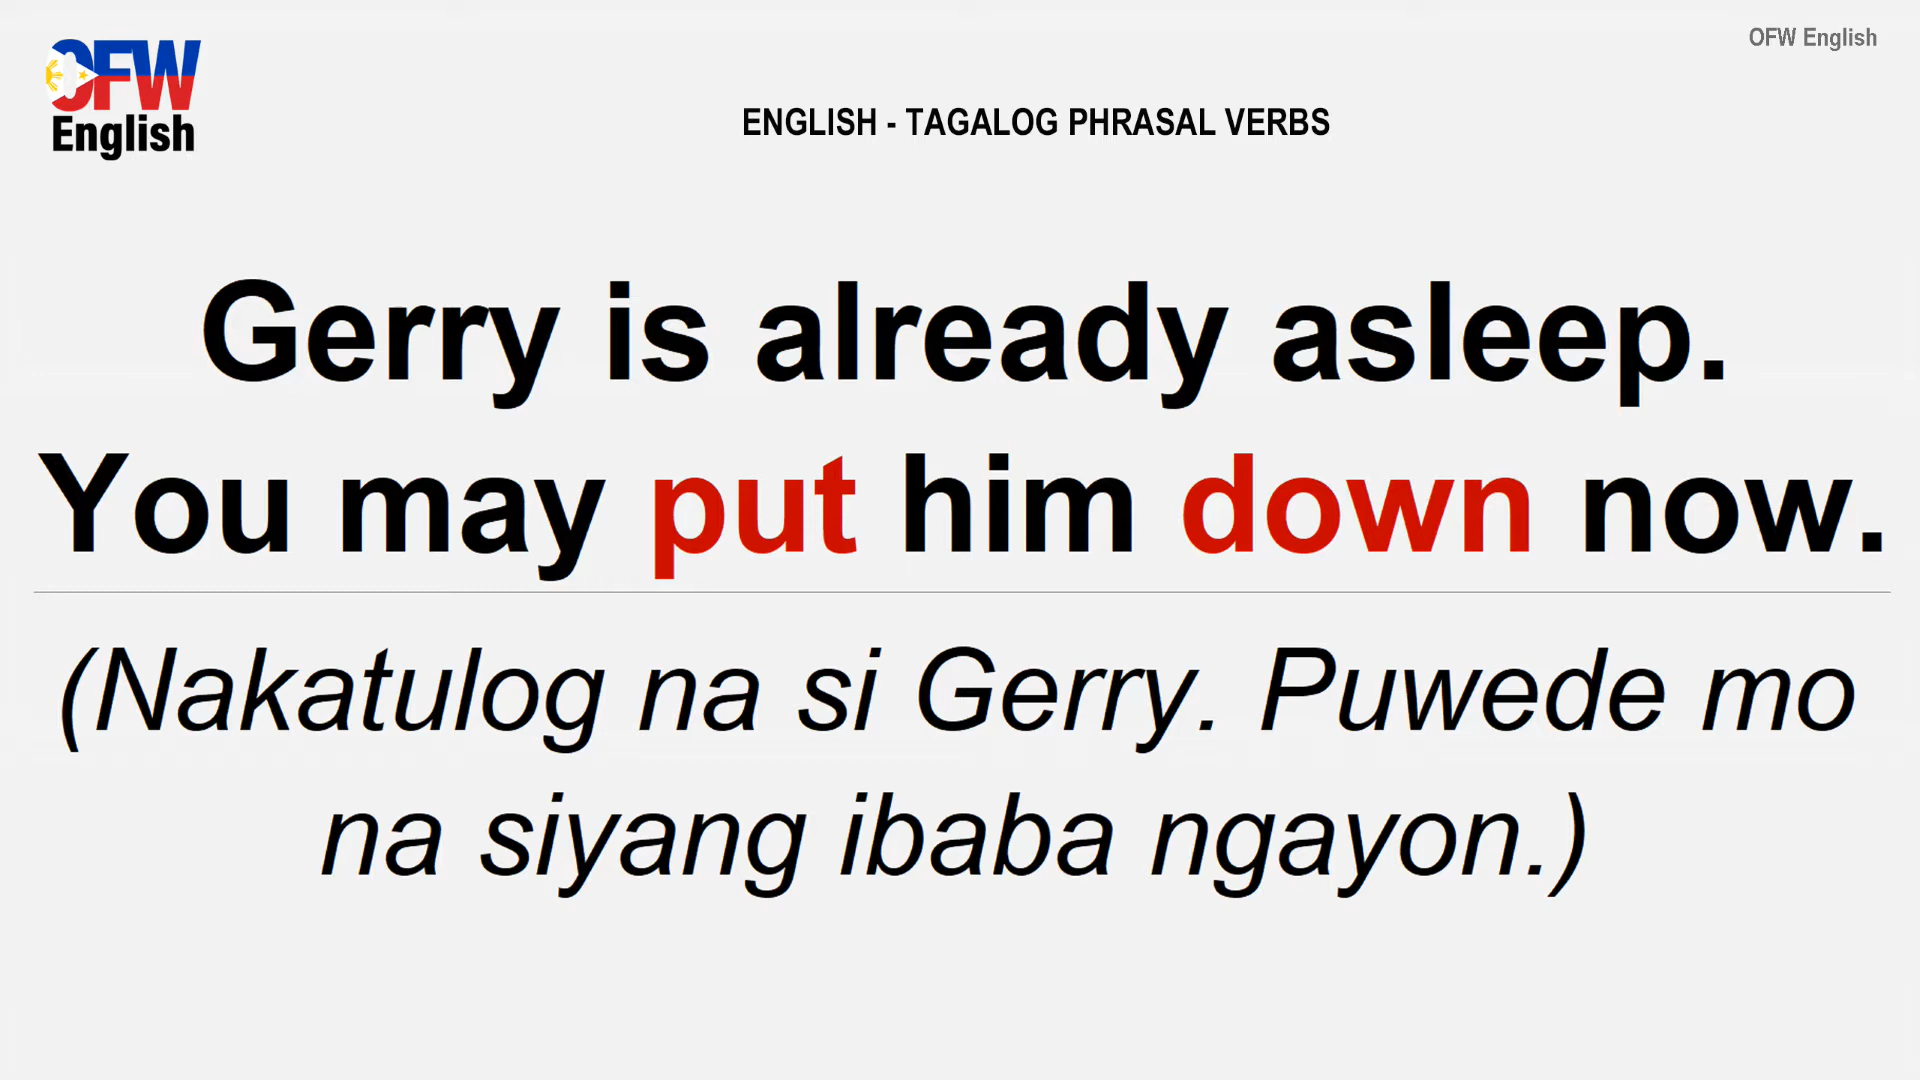 OFW English
OFW
English
ENGLISH - TAGALOG PHRASAL VERBS
Gerry is already asleep.
You may put him down now.
(Nakatulog na si Gerry. Puwede mo
na siyang ibaba ngayon.)